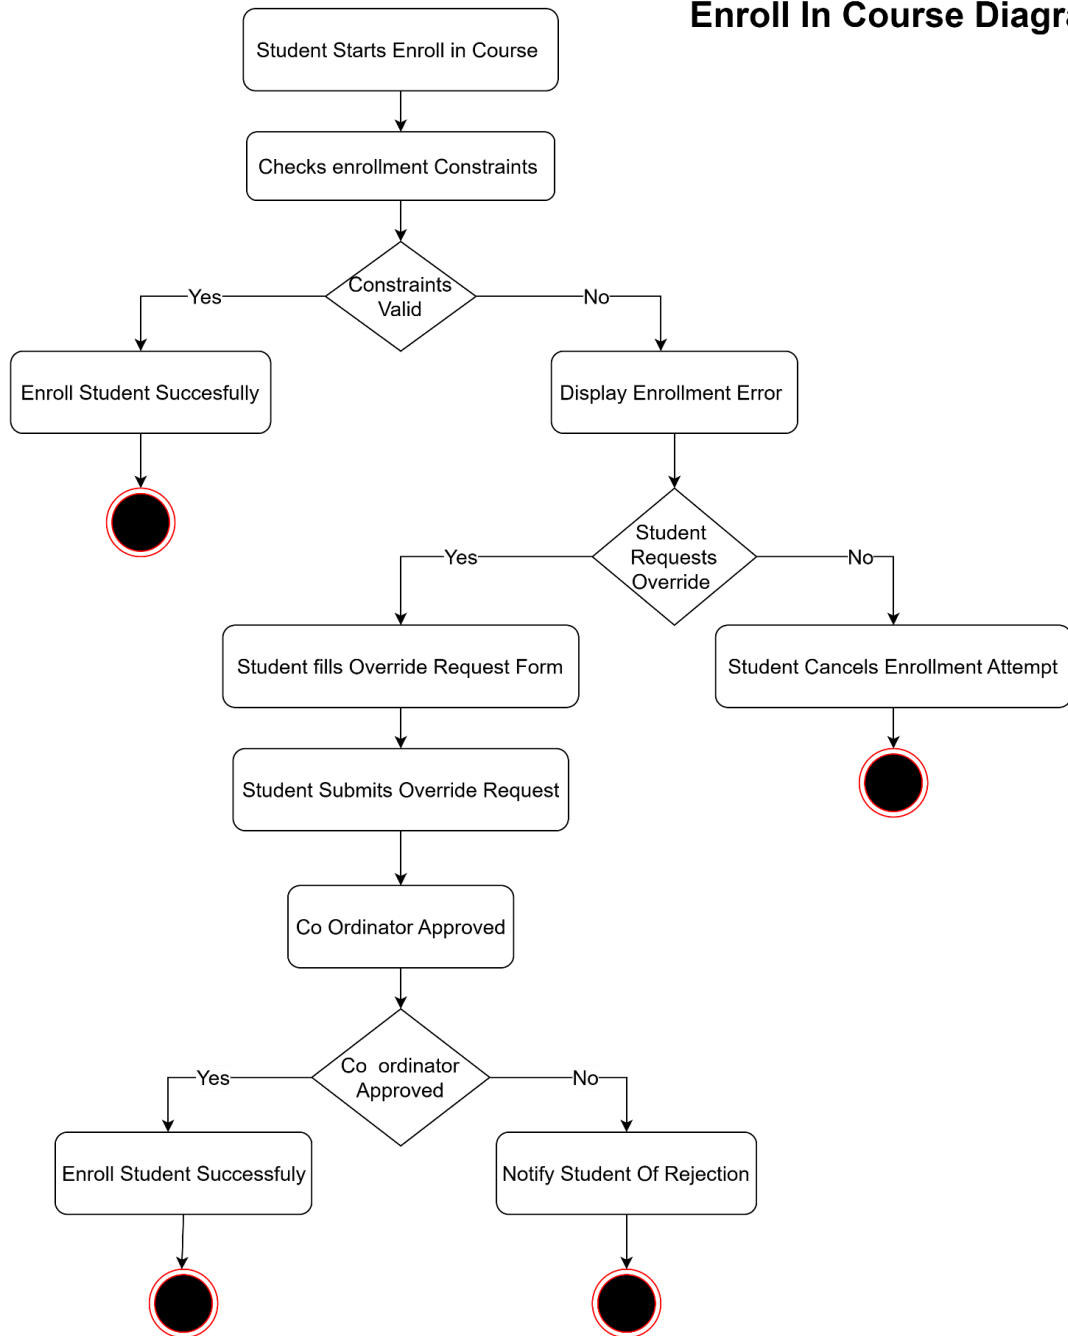 Enroll In Course Diagra
Student Starts Enroll in Course
Checks enrollment Constraints
Constraints
Valid
Yes
No
Enroll Student Succesfully
Display Enrollment Error
Student
Requests
Override
Yes
No
Student fills Override Request Form
Student Cancels Enrollment Attempt
Student Submits Override Request
Co Ordinator Approved
Co ordinator
Approved
Yes
No
Enroll Student Successfuly
Notify Student Of Rejection